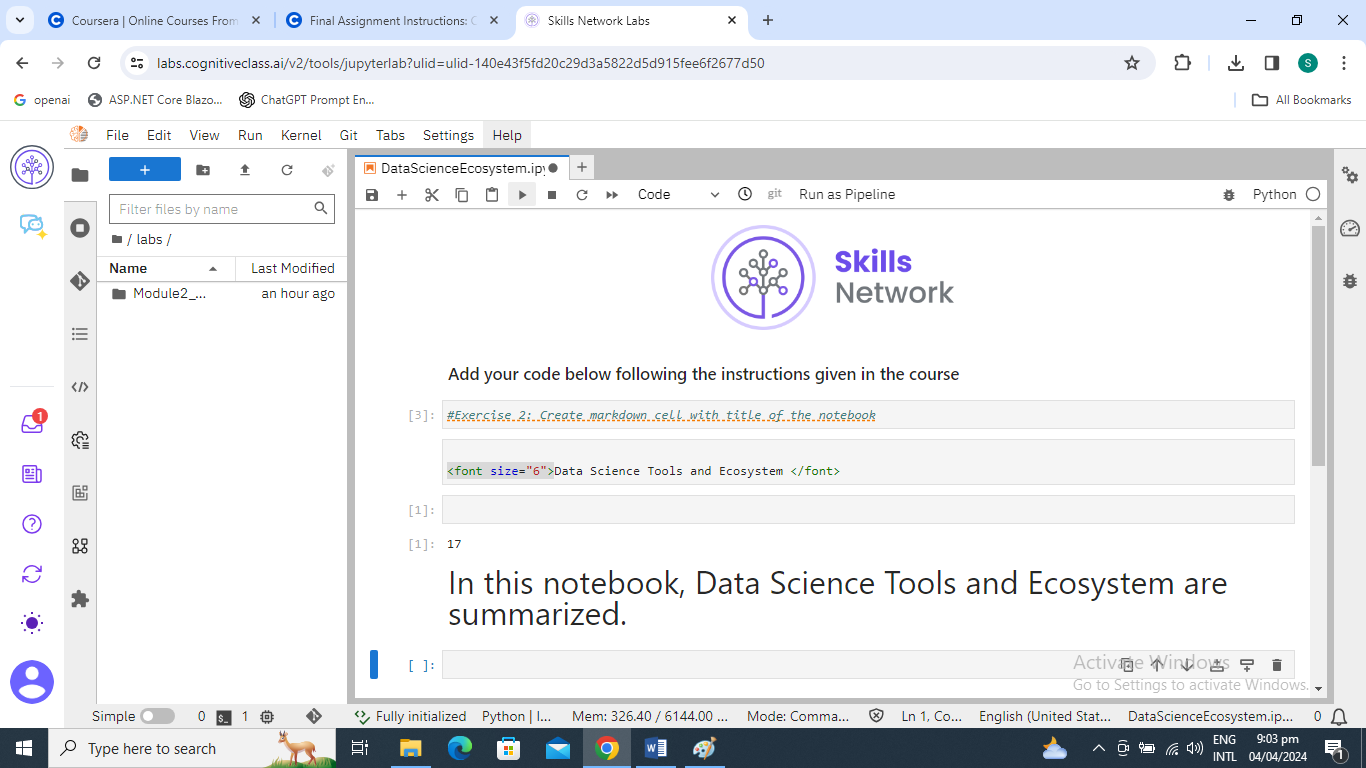 Coursera | Online Courses From
Final Assignment Instructions: C
Skills Network Labs
labs.cognitiveclass.ai/v2/tools/jupyterlab?ulid=ulid-140e43f5fd20c29d3a5822d5d915fee6f2677d50
S
openai
ASP.NET Core Blazo...
ChatGPT Prompt En...
All Bookmarks
File Edit View Run Kernel Git Tabs Settings Help
DataScienceEcosystem.ipy
Filter files by name
Code
git
Run as Pipeline
Python
/ labs /
Name
Last Modified
Module2_...
an hour ago
Skills
Network
Add your code below following the instructions given in the course
[3]: #Exercise 2: Create markdown cell with title of the notebook
<font size="6">Data Science Tools and Ecosystem </font>
[1]:
[1]: 17
In this notebook, Data Science Tools and Ecosystem are
summarized.
[ ]:
1
Activate Windows
Go to Settings to activate Windows.
Simple 0 1 Fully initialized Python | I... Mem: 326.40 / 6144.00 ... Mode: Comma... Ln 1, Co... English (United Stat... DataScienceEcosystem.ip... 0
Type here to search
ENG
INTL
9:03 pm
04/04/2024
1